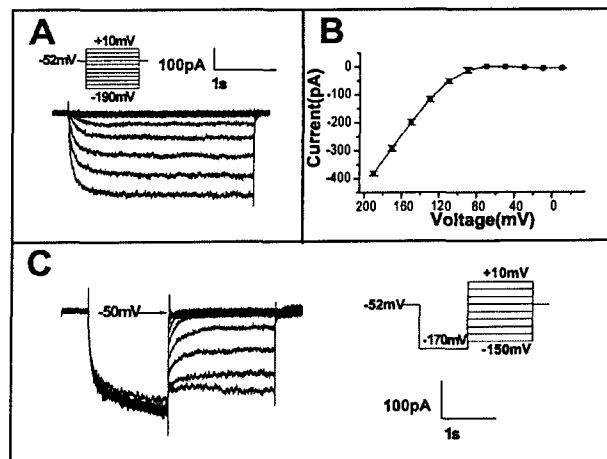 A
+10mV
-52mV
-190mV
100pA
1s
B
Current(pA)
0
-100
-200
-300
-400
200
160
120
80
40
0
Voltage(mV)
C
-50mV
+10mV
-52mV
-170mV
-150mV
100pA
1s